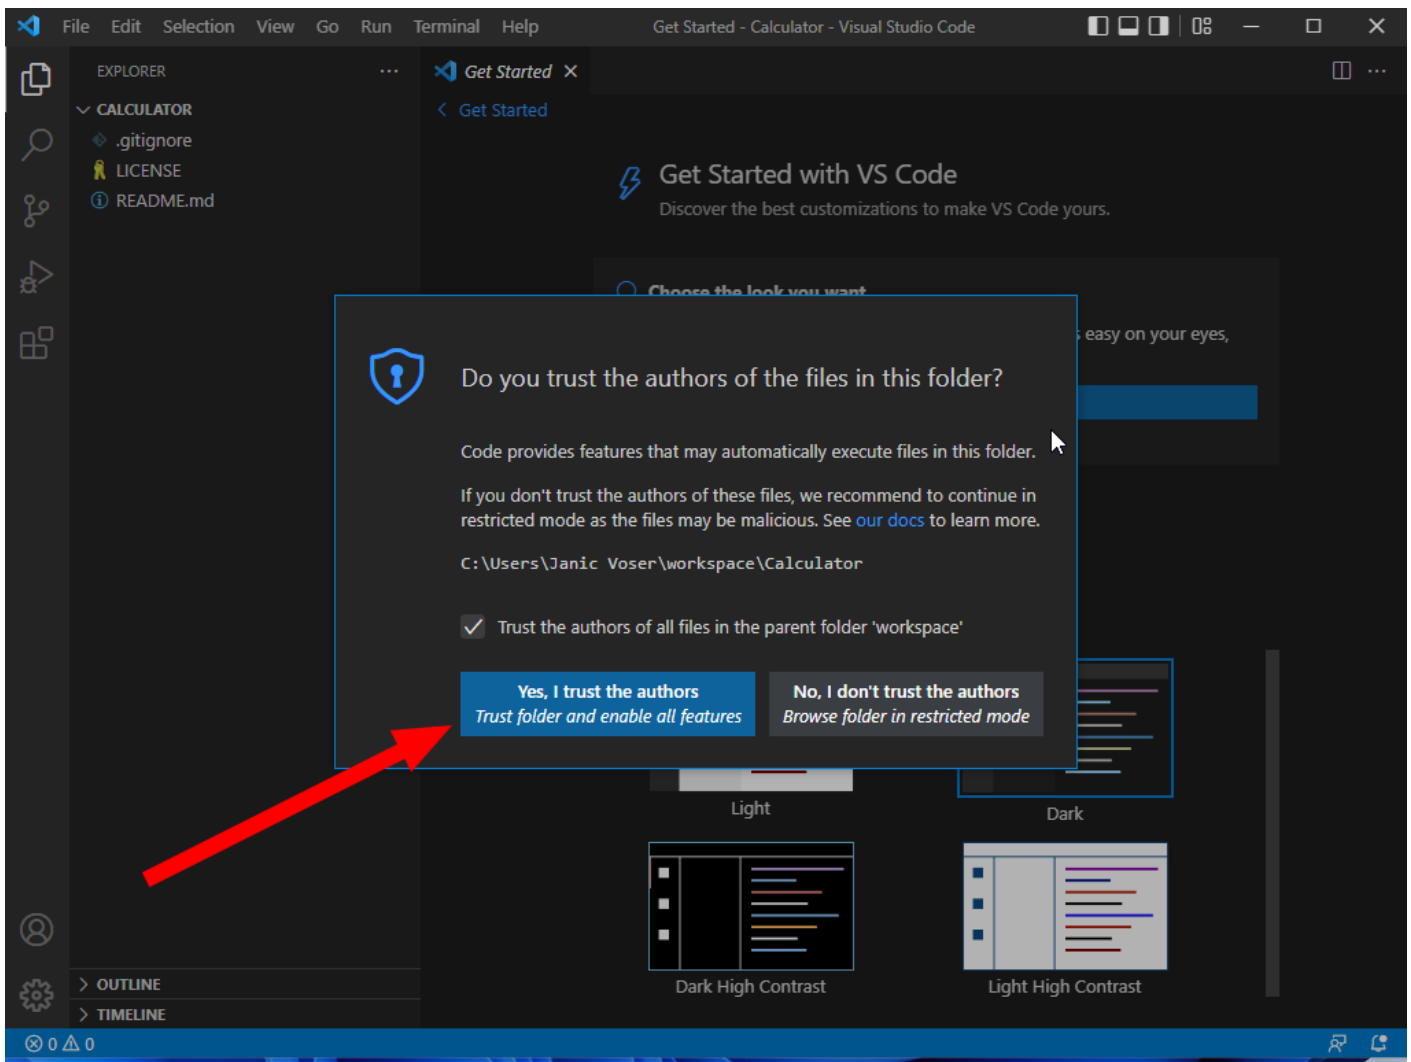 File Edit Selection View Go Run Terminal Help Get Started - Calculator - Visual Studio Code
EXPLORER
Get Started
CALCULATOR
Get Started
.gitignore
LICENSE
README.md
Get Started with VS Code
Discover the best customizations to make VS Code yours.
Choose the look you want
easy on your eyes,
Do you trust the authors of the files in this folder?
Code provides features that may automatically execute files in this folder.
If you don't trust the authors of these files, we recommend to continue in
restricted mode as the files may be malicious. See our docs to learn more.
C:\Users\Janic Voser\workspace\Calculator
Trust the authors of all files in the parent folder 'workspace'
Yes, I trust the authors
Trust folder and enable all features
No, I don't trust the authors
Browse folder in restricted mode
Light
Dark
Dark High Contrast
Light High Contrast
OUTLINE
TIMELINE
0 0